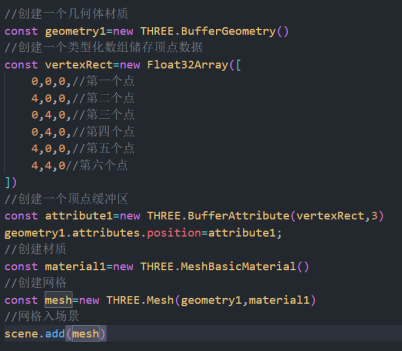 //创建一个几何体材质
const geometry1=new THREE.BufferGeometry()
//创建一个类型化数组储存顶点数据
const vertexRect=new Float32Array([
0,0,0,//第一个点
4,0,0,//第二个点
0,4,0,//第三个点
0,4,0,//第四个点
4,0,0,//第五个点
4,4,0//第六个点
])
//创建一个顶点缓冲区
const attribute1=new THREE.BufferAttribute(vertexRect,3)
geometry1.attributes.position=attribute1;
//创建材质
const material1=new THREE.MeshBasicMaterial()
//创建网格
const mesh=new THREE.Mesh(geometry1,material1)
//网格入场景
scene.add(mesh)